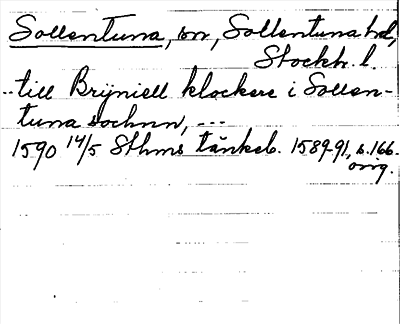 Sollentuna, sn, Sollentuna hd,
Stockh. l.
..till Brijniell klockere i Sollen-
tuna sochnn, ---
1590 14/5 Sthms tänkeb. 1589-91, s. 166.
orig.